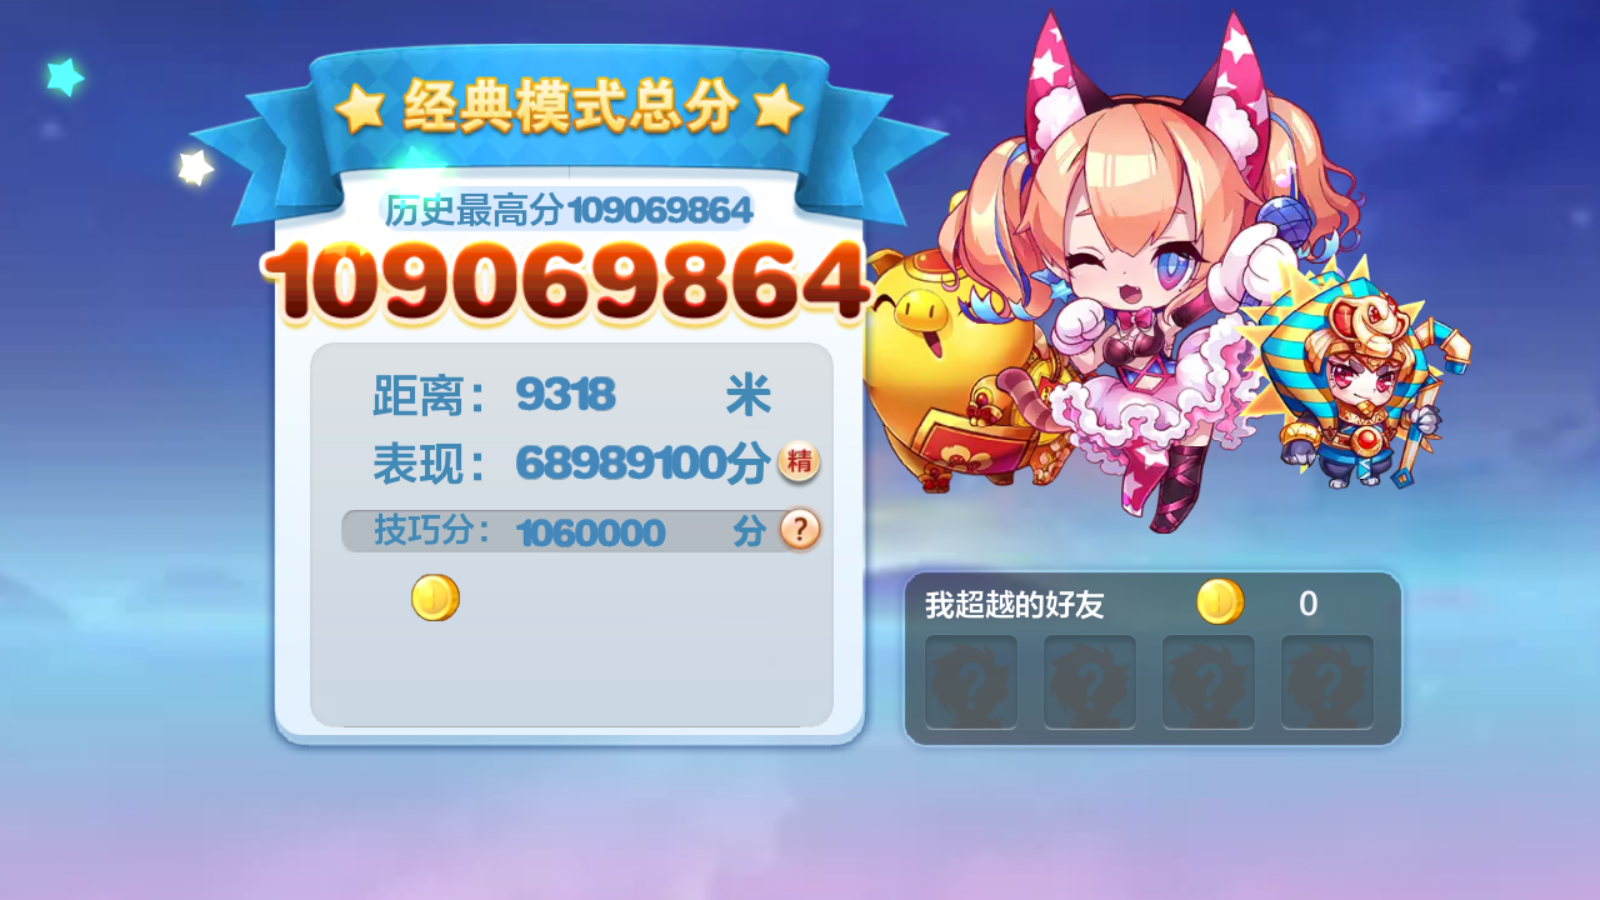 经典模式总分
历史最高分109069864
109069864
距离： 9318 米
表现： 68989100分 精
技巧分： 1060000 分 ?
我超越的好友 0
? ? ? ?